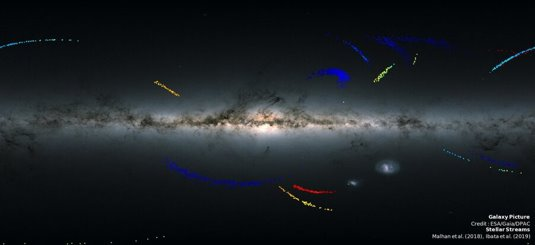 Galaxy Picture
Credit: ESA/Gaia/DPAC
Stellar Streams
Malhan et al. (2018), Ibata et al. (2019)